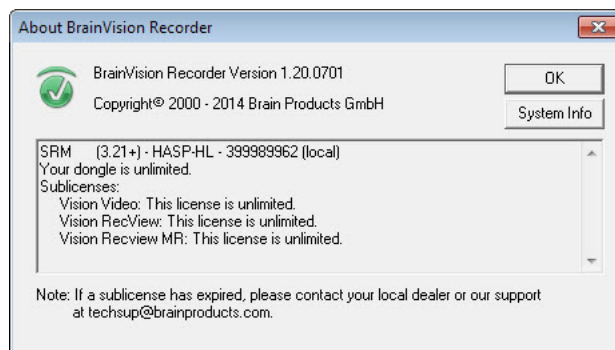 About BrainVision Recorder
BrainVision Recorder Version 1.20.0701
OK
Copyright© 2000 - 2014 Brain Products GmbH
System Info
SRM (3.21+) - HASP-HL - 399989962 (local)
Your dongle is unlimited.
Sublicenses:
Vision Video: This license is unlimited.
Vision RecView: This license is unlimited.
Vision Recview MR: This license is unlimited.
Note: If a sublicense has expired, please contact your local dealer or our support
at techsup@brainproducts.com.